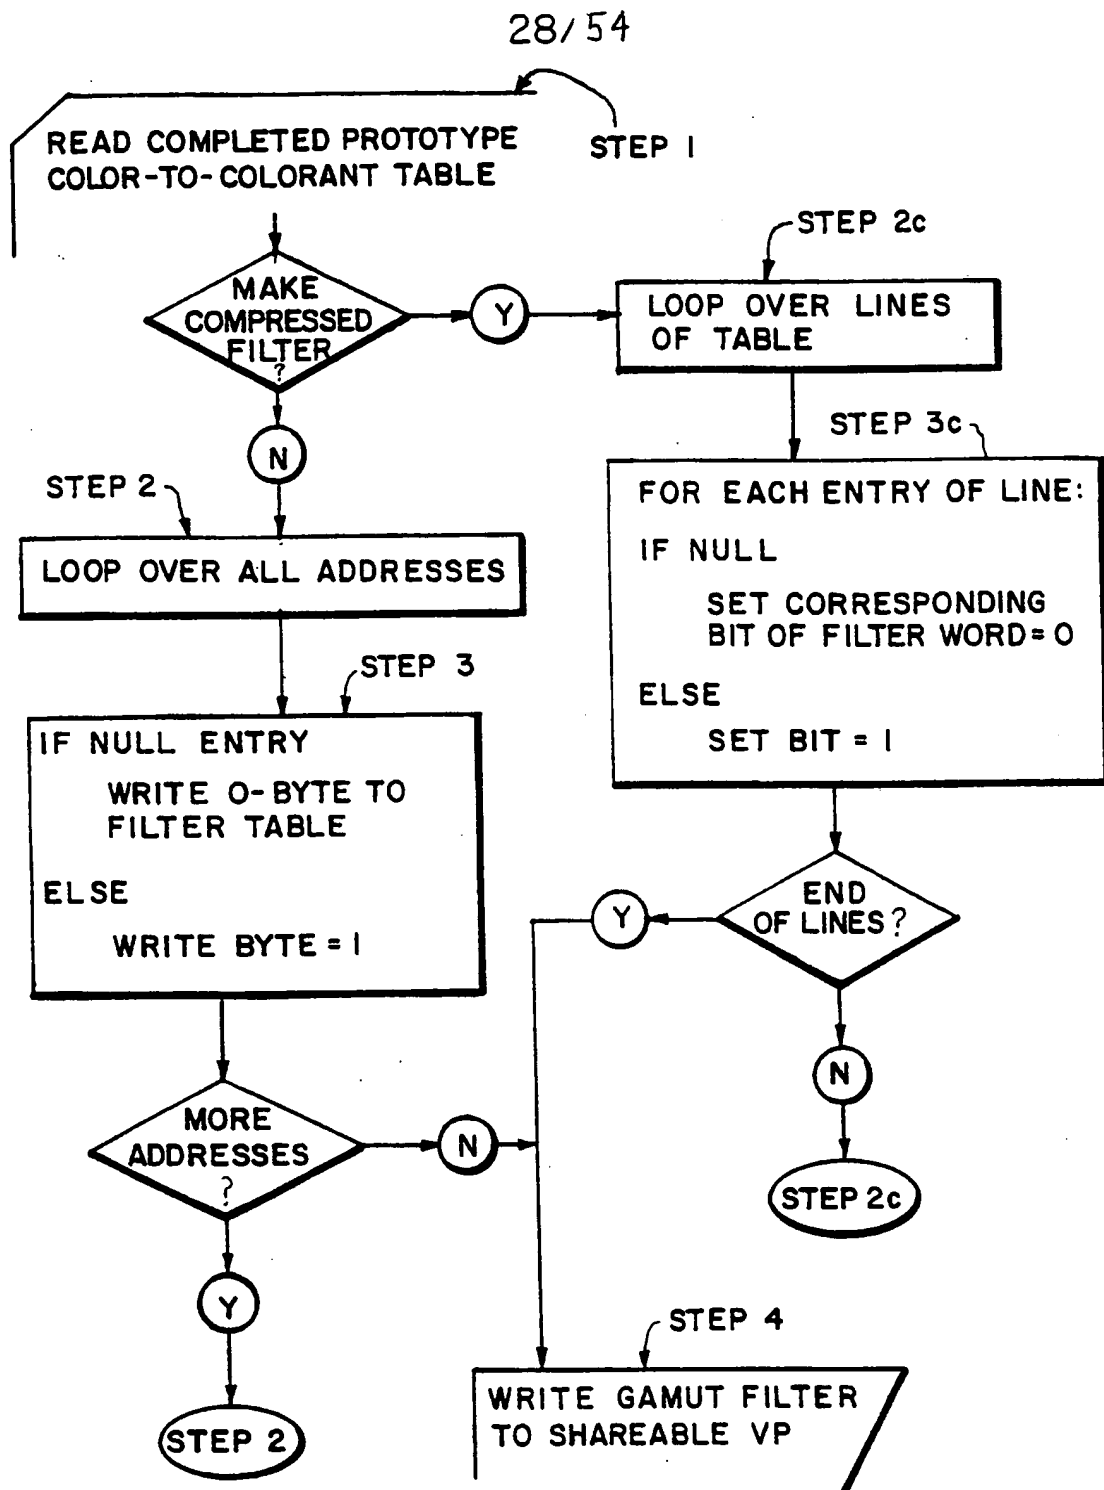 28/54
READ COMPLETED PROTOTYPE
COLOR-TO-COLORANT TABLE
STEP 1
MAKE
COMPRESSED
FILTER
?
Y
N
STEP 2c
LOOP OVER LINES
OF TABLE
STEP 3c
FOR EACH ENTRY OF LINE:
IF NULL
SET CORRESPONDING
BIT OF FILTER WORD = 0
ELSE
SET BIT = 1
END
OF LINES?
Y
N
STEP 2c
STEP 2
LOOP OVER ALL ADDRESSES
STEP 3
IF NULL ENTRY
WRITE 0-BYTE TO
FILTER TABLE
ELSE
WRITE BYTE = 1
MORE
ADDRESSES
?
N
Y
STEP 2
STEP 4
WRITE GAMUT FILTER
TO SHAREABLE VP